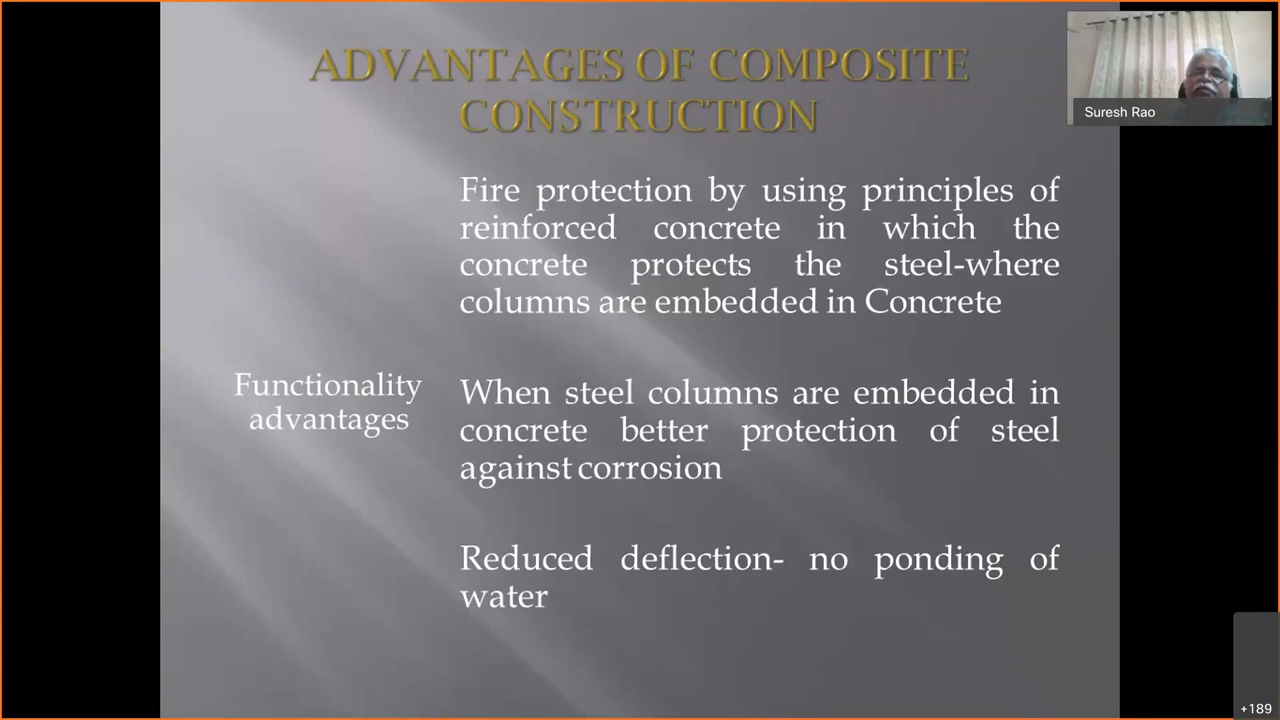 ADVANTAGES OF COMPOSITE
CONSTRUCTION
Suresh Rao
Fire protection by using principles of
reinforced concrete in which the
concrete protects the steel-where
columns are embedded in Concrete
Functionality
advantages
When steel columns are embedded in
concrete better protection of steel
against corrosion
Reduced deflection- no ponding of
water
+189